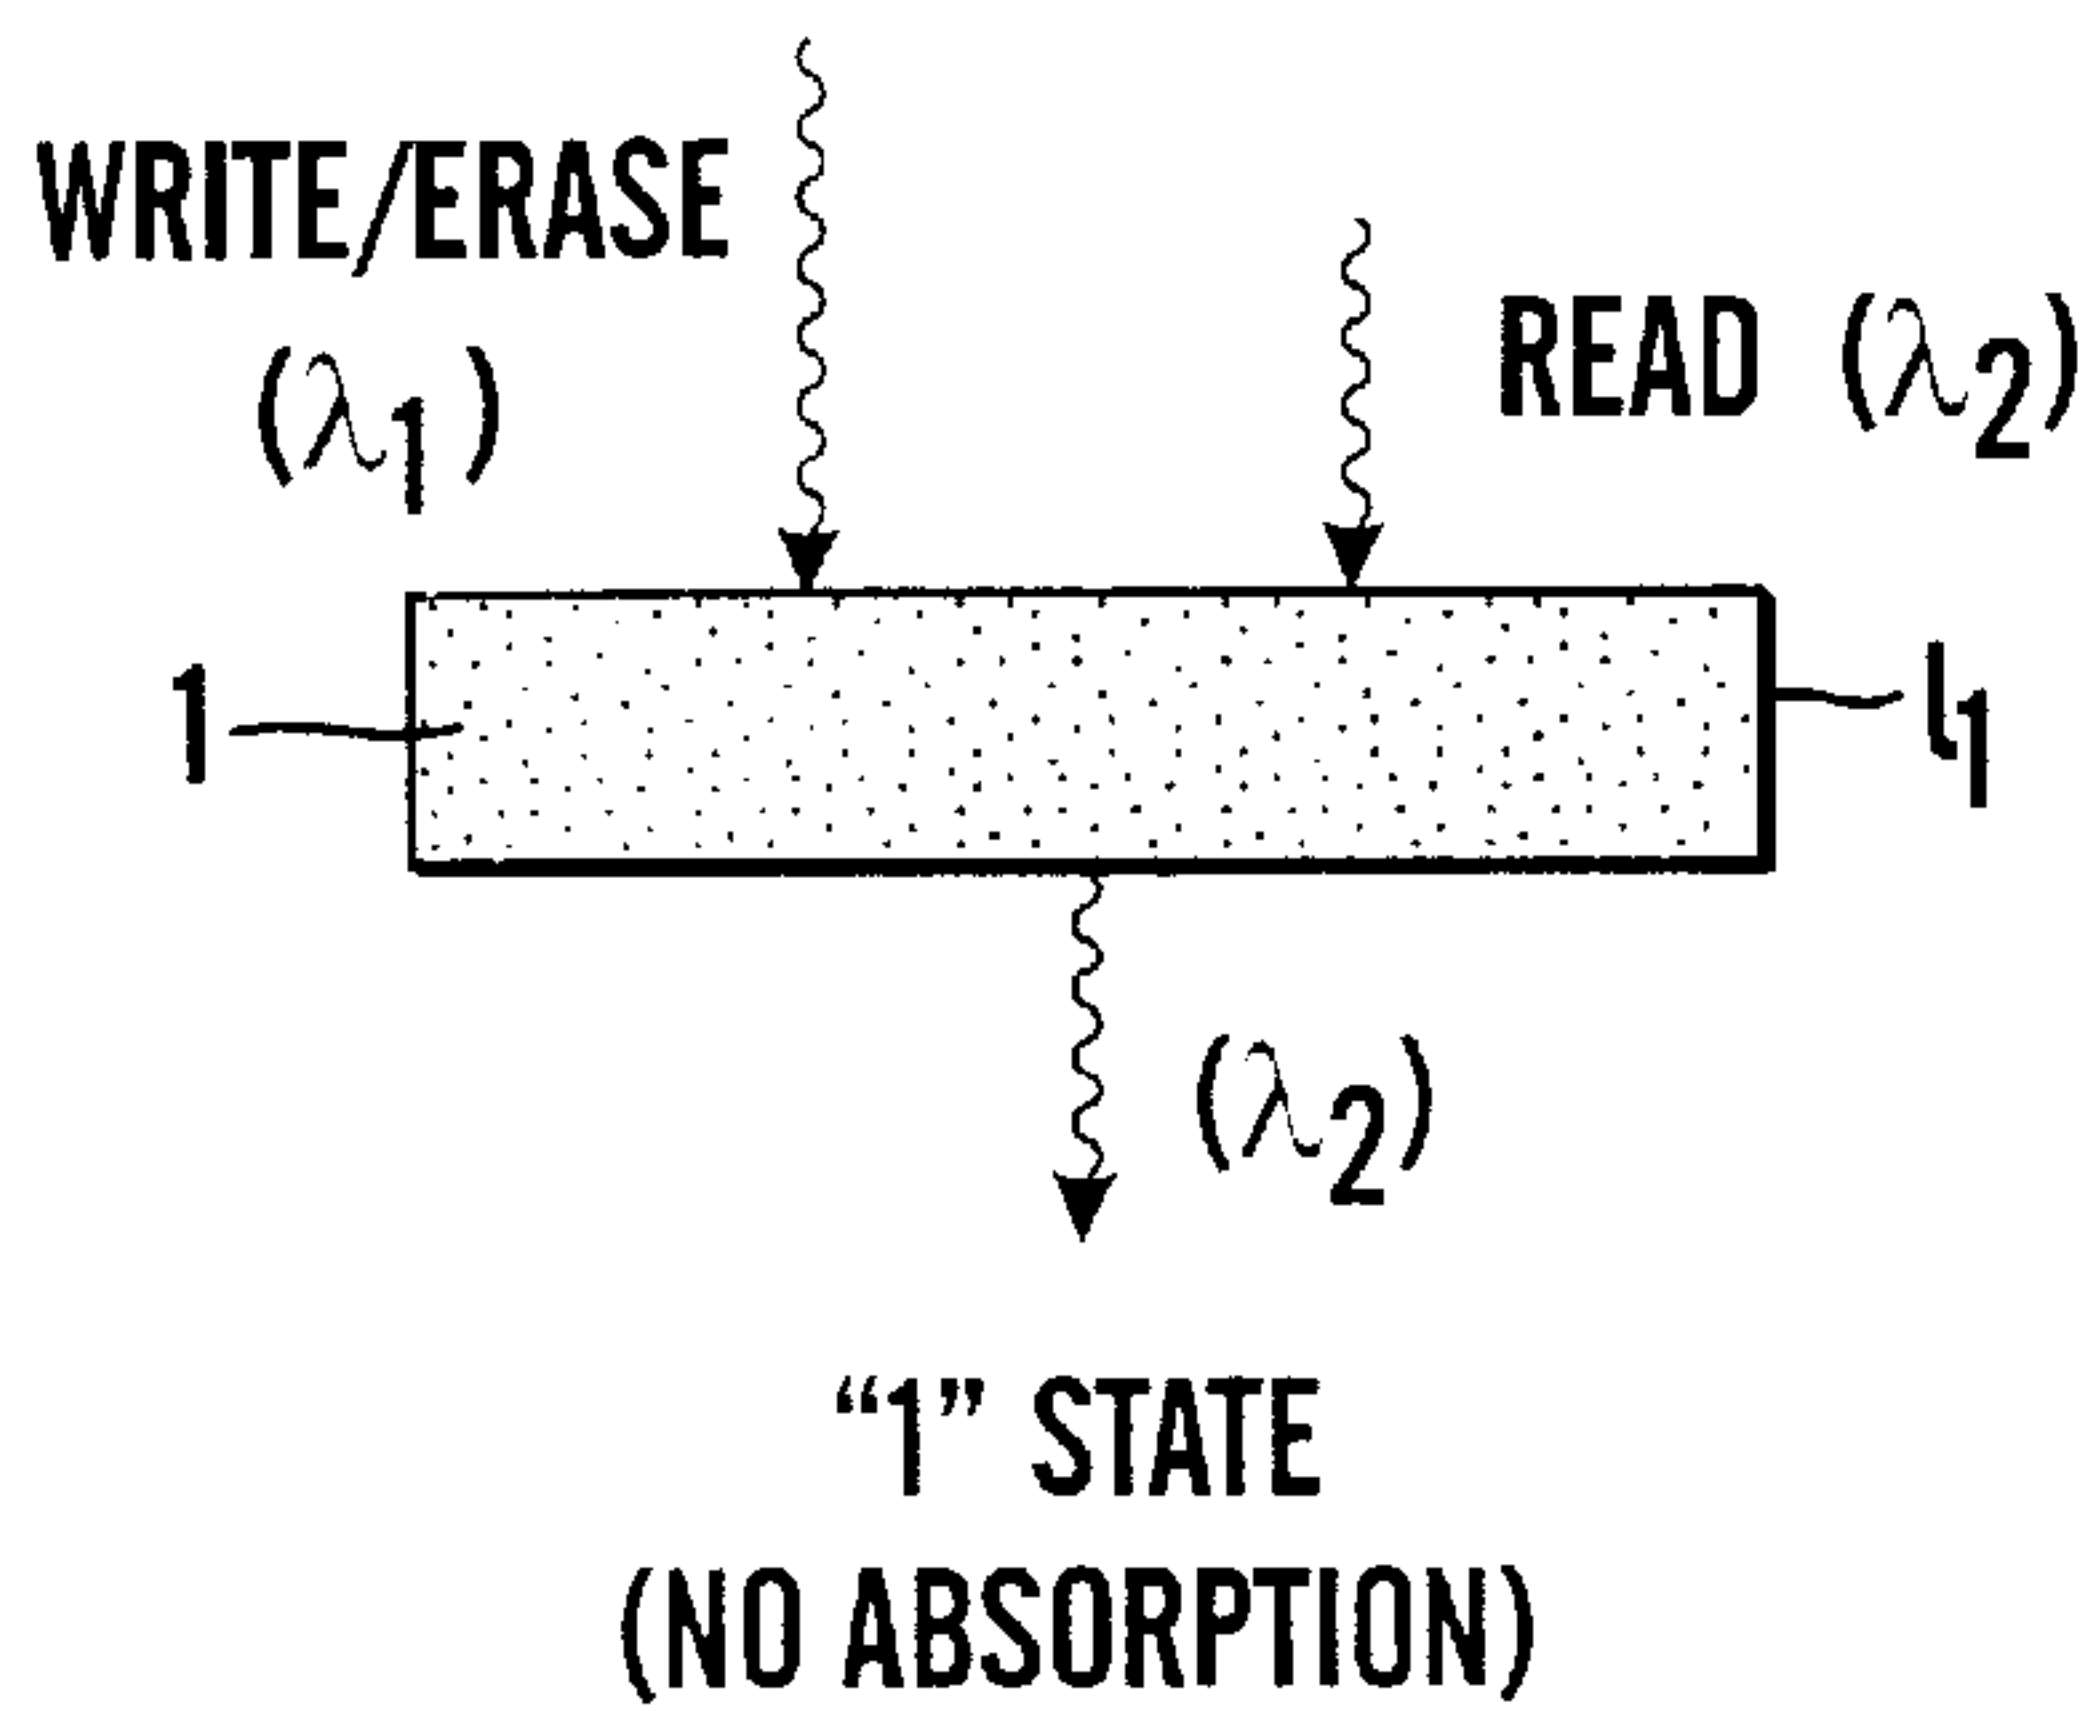 WRITE/ERASE
(λ1)
READ (λ2)
1
l1
(λ2)
“1” STATE
(NO ABSORPTION)